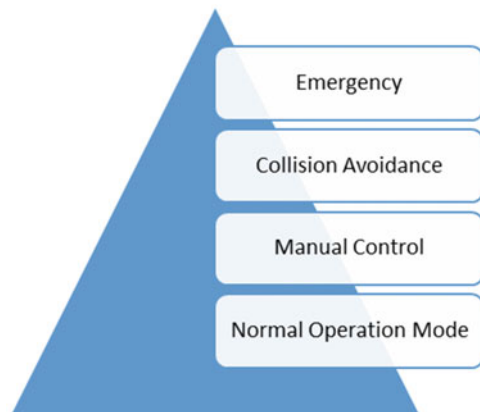 Emergency
Collision Avoidance
Manual Control
Normal Operation Mode